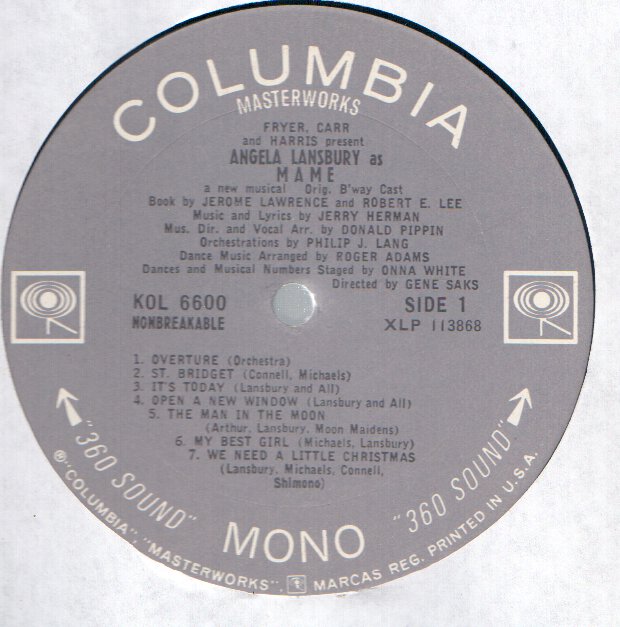 COLUMBIA
MASTERWORKS
FRYER, CARR
and HARRIS present
ANGELA LANSBURY as
MAME
a new musical Orig. B'way Cast
Book by JEROME LAWRENCE and ROBERT E. LEE
Music and Lyrics by JERRY HERMAN
Mus. Dir. and Vocal Arr. by DONALD PIPPIN
Orchestrations by PHILIP J. LANG
Dance Music Arranged by ROGER ADAMS
Dances and Musical Numbers Staged by ONNA WHITE
Directed by GENE SAKS
KOL 6600 SIDE 1
NONBREAKABLE XLP 113868
1. OVERTURE (Orchestra)
2. ST. BRIDGET (Connell, Michaels)
3. IT'S TODAY (Lansbury and All)
4. OPEN A NEW WINDOW (Lansbury and All)
5. THE MAN IN THE MOON
(Arthur, Lansbury, Moon Maidens)
6. MY BEST GIRL (Michaels, Lansbury)
7. WE NEED A LITTLE CHRISTMAS
(Lansbury, Michaels, Connell,
Shimono)
"360 SOUND" MONO "360 SOUND"
®"COLUMBIA", "MASTERWORKS", MARCAS REG. PRINTED IN U.S.A.